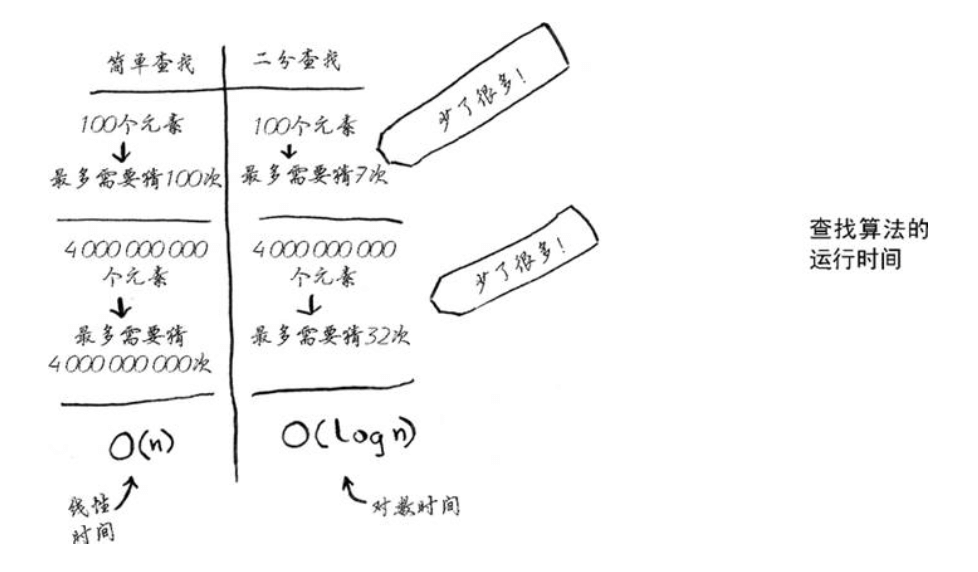 简单查找
二分查找
100个元素
100个元素
少了很多!
最多需要猜100次
最多需要猜7次
4 000 000 000
个元素
4 000 000 000
个元素
少了很多!
查找算法的
运行时间
最多需要猜
4 000 000 000次
最多需要猜32次
O(n)
O(log n)
线性
时间
对数时间